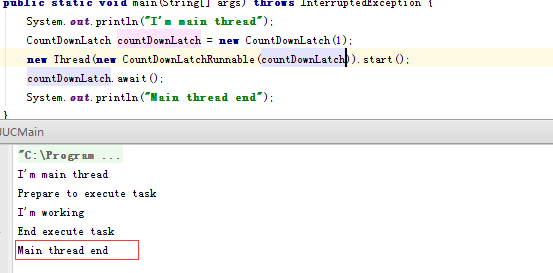 public static void main(String[] args) throws InterruptedException {
System.out.println("I'm main thread");
CountDownLatch countDownLatch = new CountDownLatch(1);
new Thread(new CountDownLatchRunnable(countDownLatch)).start();
countDownLatch.await();
System.out.println("Main thread end");
}
UCMain
"C:\Program ...
I'm main thread
Prepare to execute task
I'm working
End execute task
Main thread end